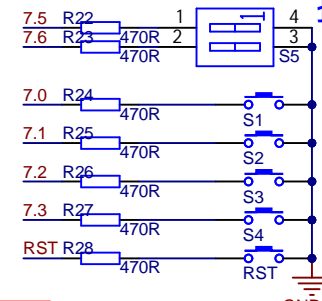 7.5 R22 1 4
7.6 R23 470R 2 3
470R S5
7.0 R24
470R S1
7.1 R25
470R S2
7.2 R26
470R S3
7.3 R27
470R S4
RST R28
470R RST